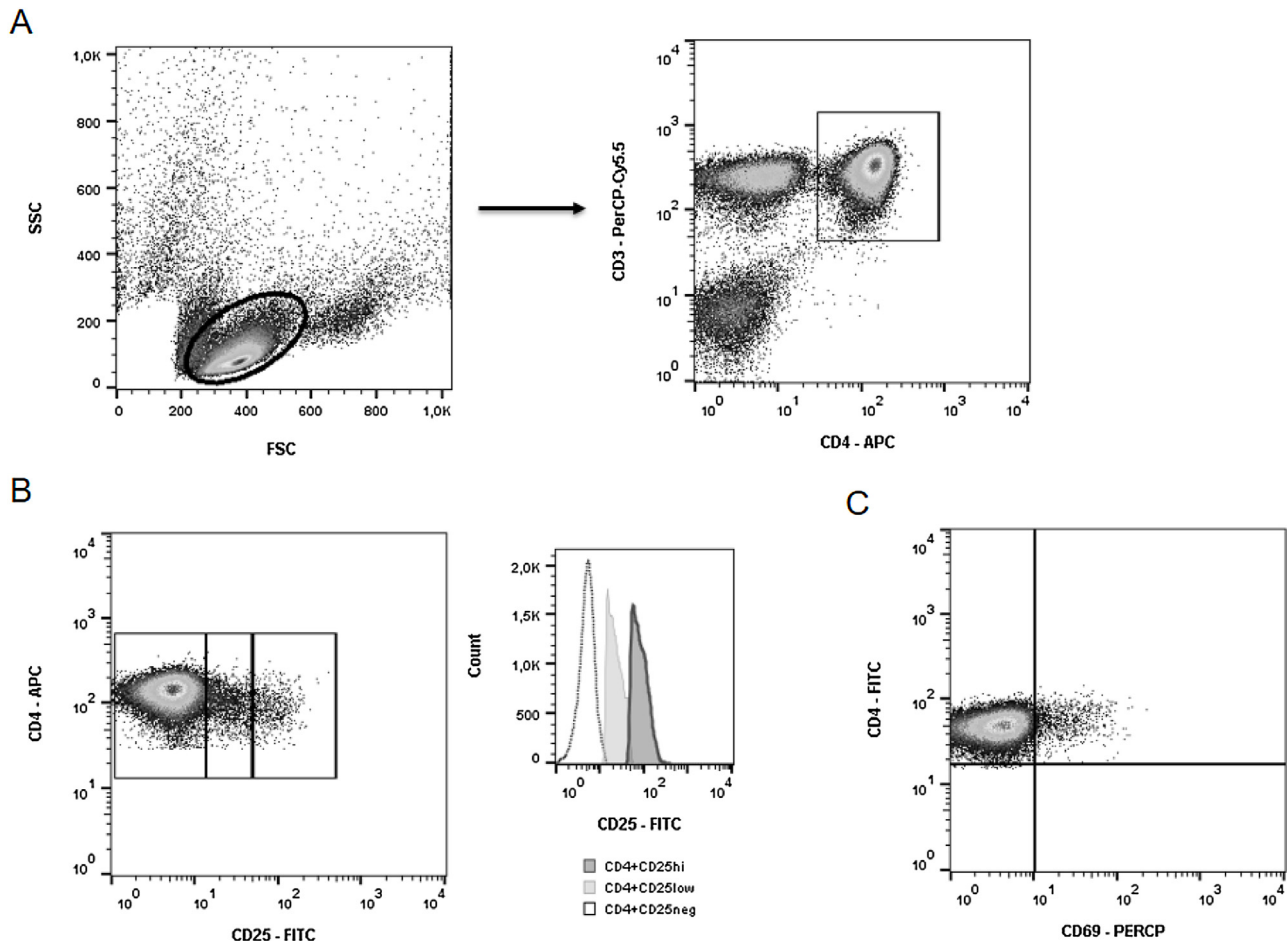 A
1,0K
800
600
400
200
0
SSC
0 200 400 600 800 1,0K
FSC
10^4
10^3
10^2
10^1
10^0
CD3 - PerCP-Cy5.5
10^0 10^1 10^2 10^3 10^4
CD4 - APC
B
10^4
10^3
10^2
10^1
10^0
CD4 - APC
10^0 10^1 10^2 10^3 10^4
CD25 - FITC
2,0K
1,5K
1,0K
500
0
Count
10^0 10^2 10^4
CD25 - FITC
CD4+CD25hi
CD4+CD25low
CD4+CD25neg
C
10^4
10^3
10^2
10^1
10^0
CD4 - FITC
10^0 10^1 10^2 10^3 10^4
CD69 - PERCP